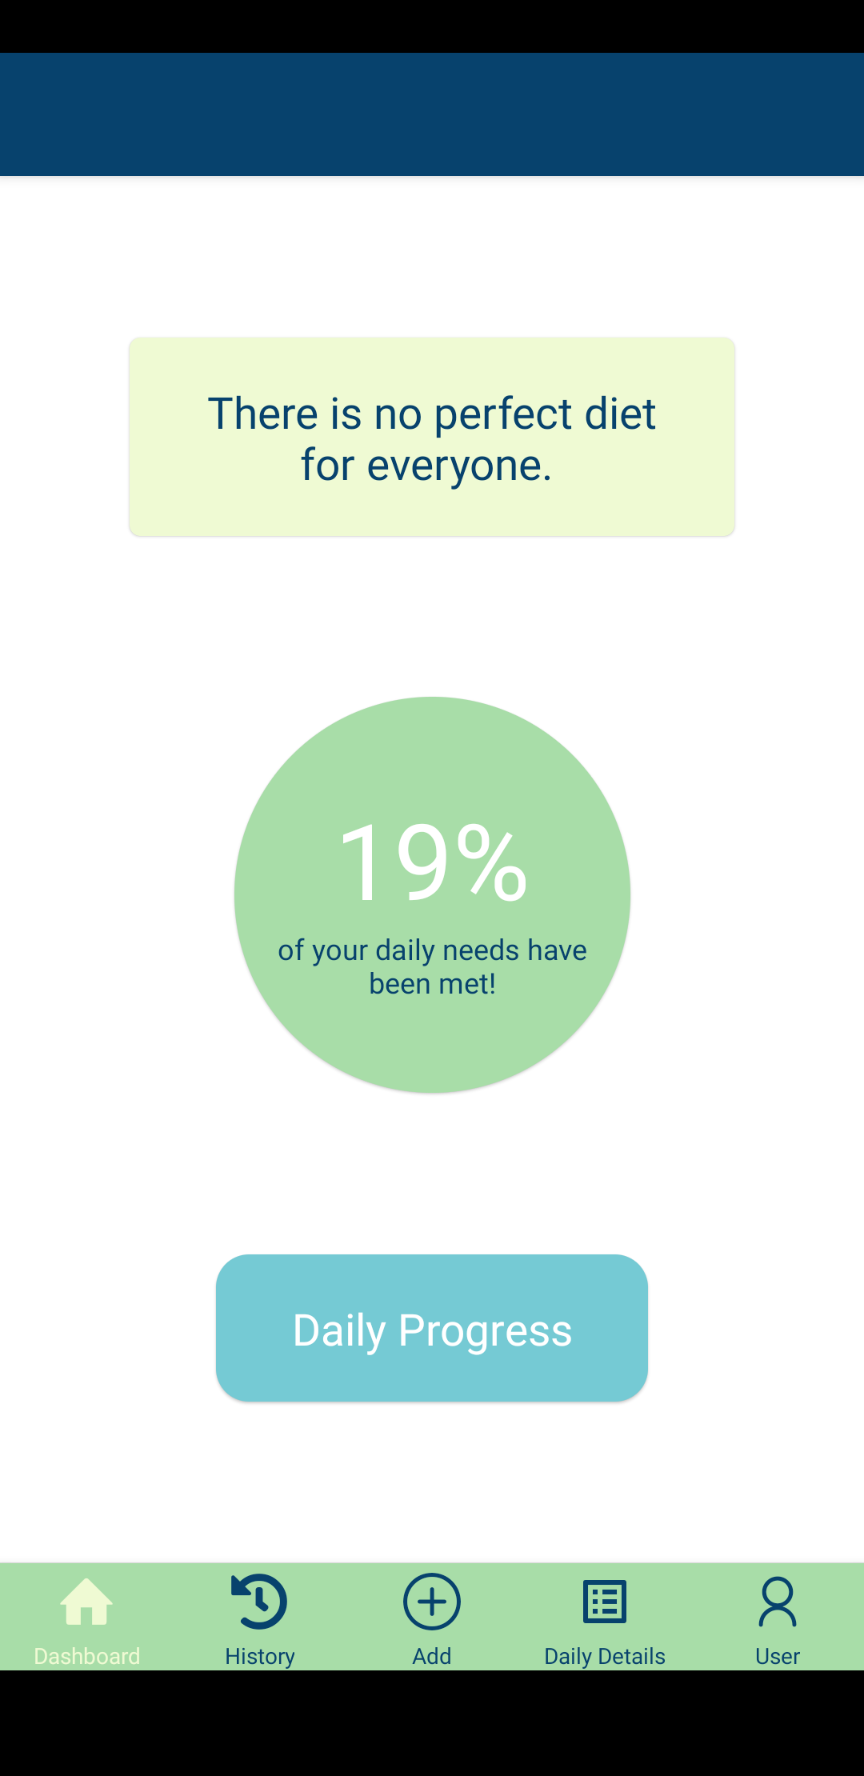 There is no perfect diet
for everyone.
19%
of your daily needs have
been met!
Daily Progress
Dashboard
History
Add
Daily Details
User